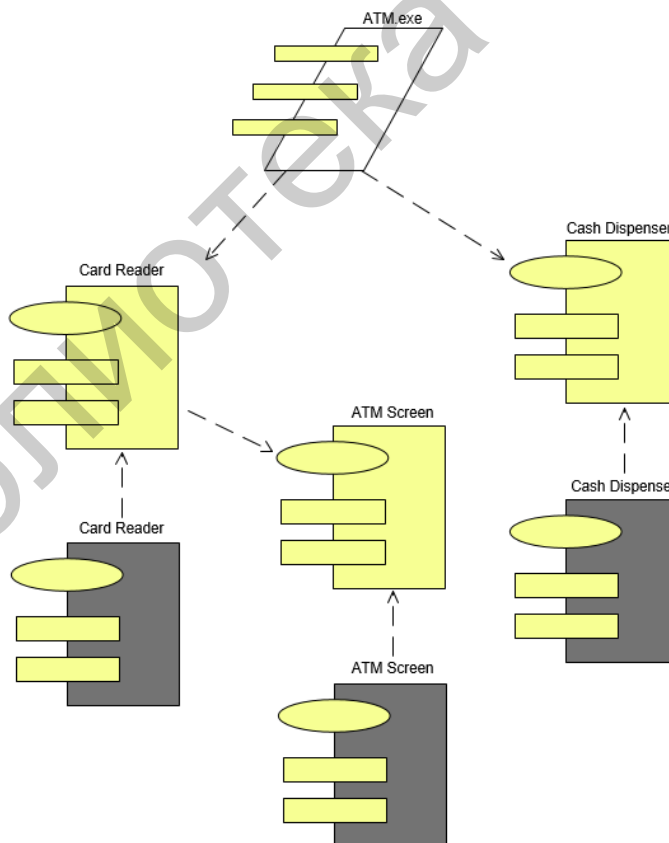 ATM.exe
Cash Dispenser
Card Reader
ATM Screen
Cash Dispenser
Card Reader
ATM Screen